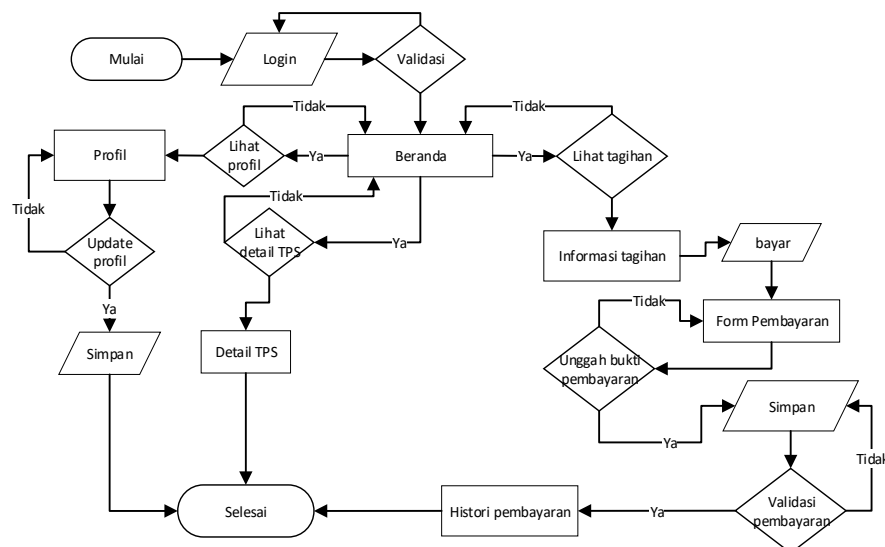 Mulai
Login
Validasi
Tidak
Tidak
Profil
Lihat
profil
Ya
Beranda
Ya
Lihat tagihan
Tidak
Tidak
Update
profil
Lihat
detail TPS
Ya
Informasi tagihan
bayar
Ya
Tidak
Form Pembayaran
Simpan
Detail TPS
Unggah bukti
pembayaran
Simpan
Ya
Tidak
Selesai
Histori pembayaran
Ya
Validasi
pembayaran